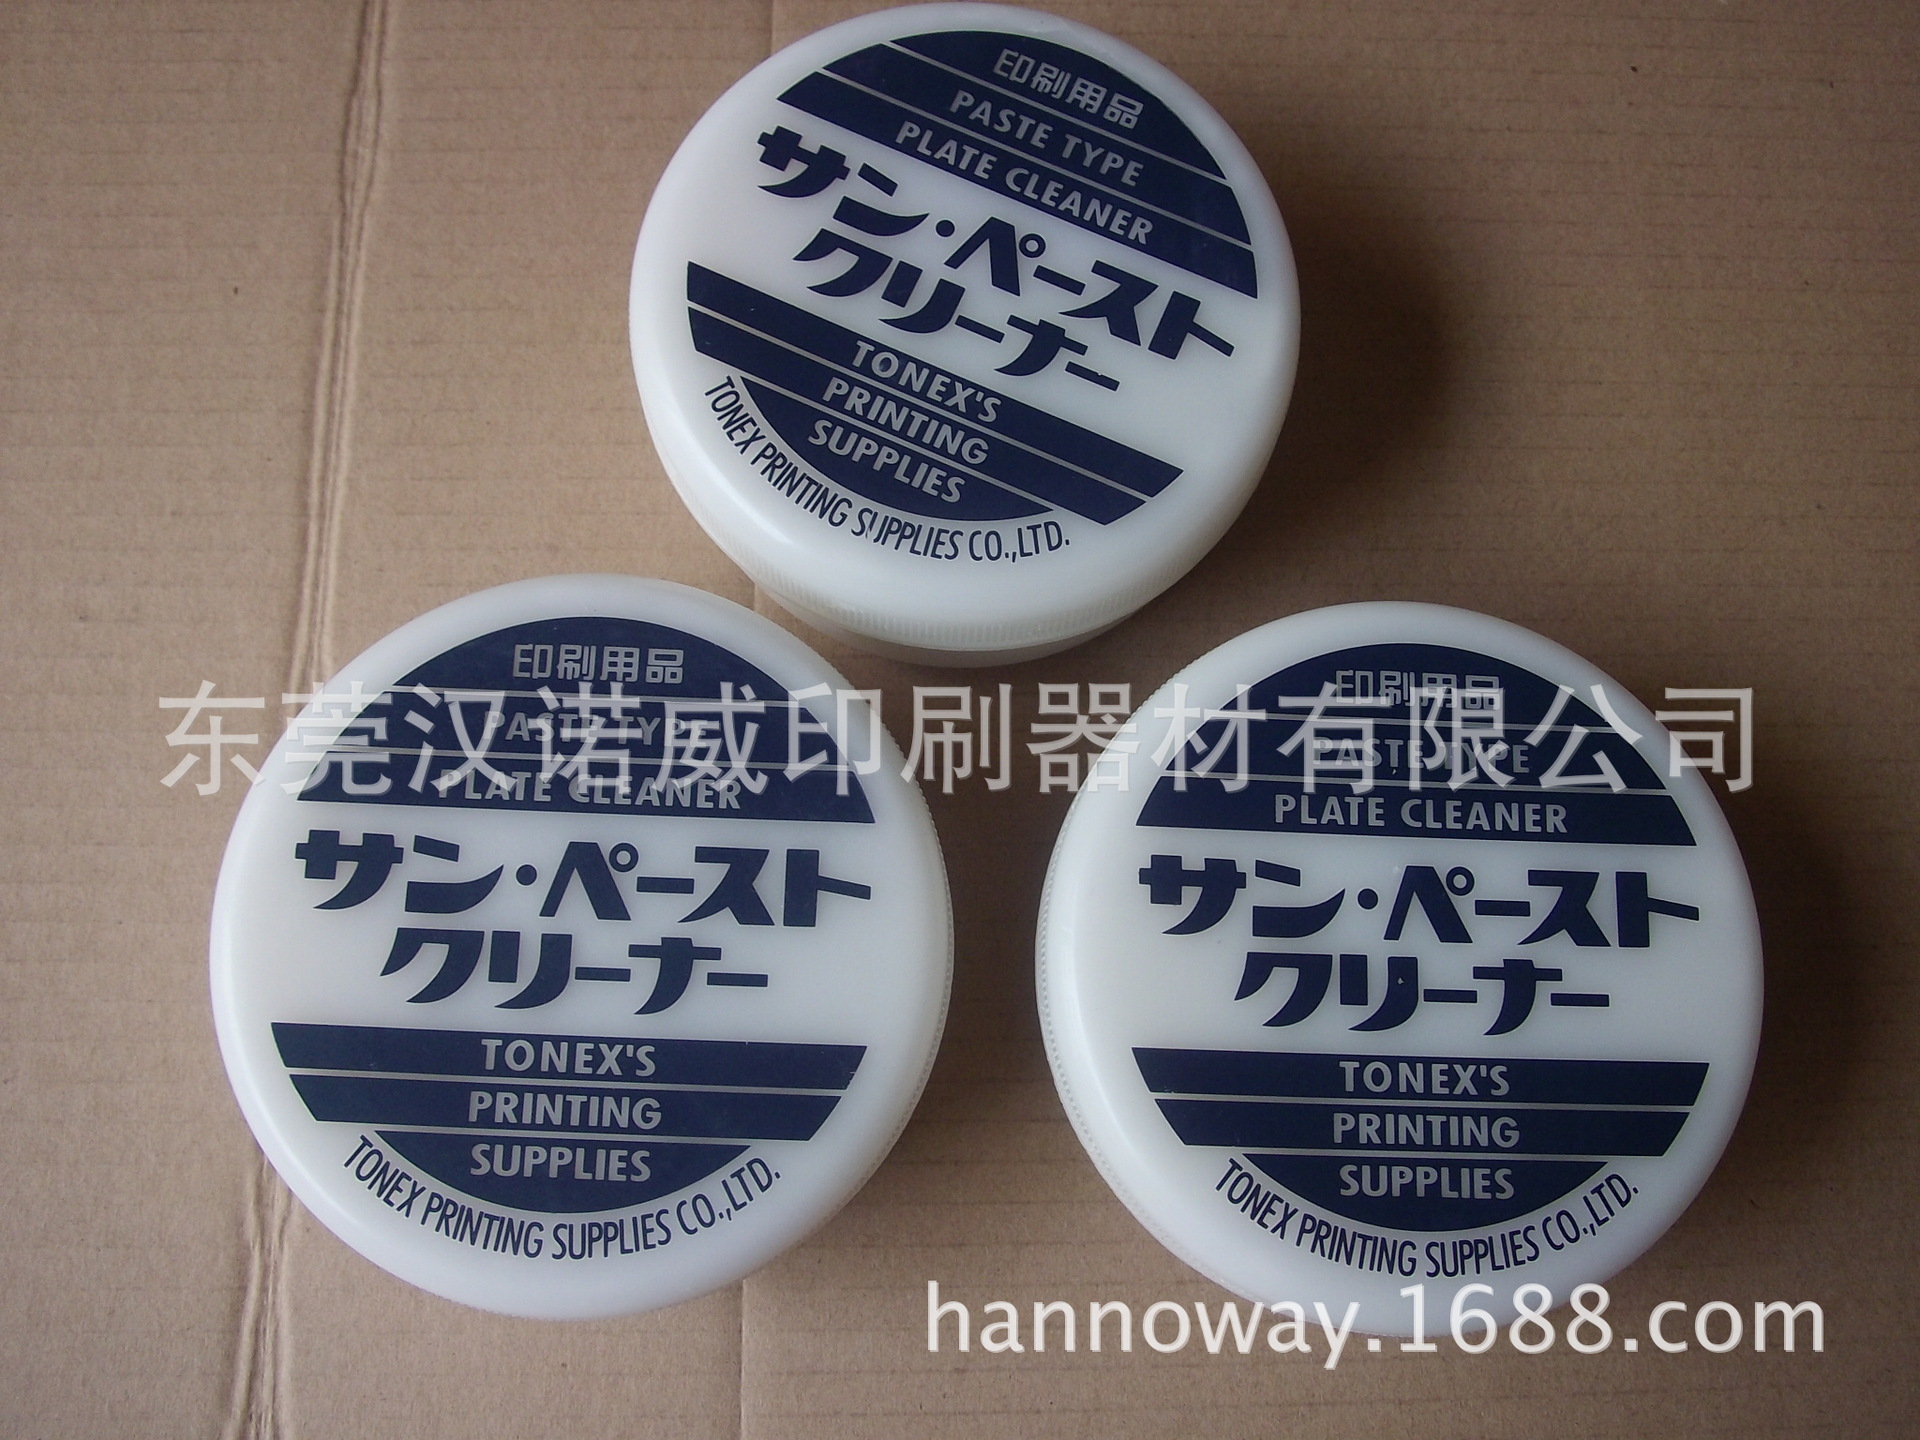 印刷用品
PASTE TYPE
PLATE CLEANER
サン・ペースト
クリーナー
TONEX'S
PRINTING
SUPPLIES
TONEX PRINTING SUPPLIES CO.,LTD.
印刷用品
PASTE TYPE
PLATE CLEANER
サン・ペースト
クリーナー
TONEX'S
PRINTING
SUPPLIES
TONEX PRINTING SUPPLIES CO.,LTD.
印刷用品
PASTE TYPE
PLATE CLEANER
サン・ペースト
クリーナー
TONEX'S
PRINTING
SUPPLIES
TONEX PRINTING SUPPLIES CO.,LTD.
东莞汉诺威印刷器材有限公司
hannoway.1688.com